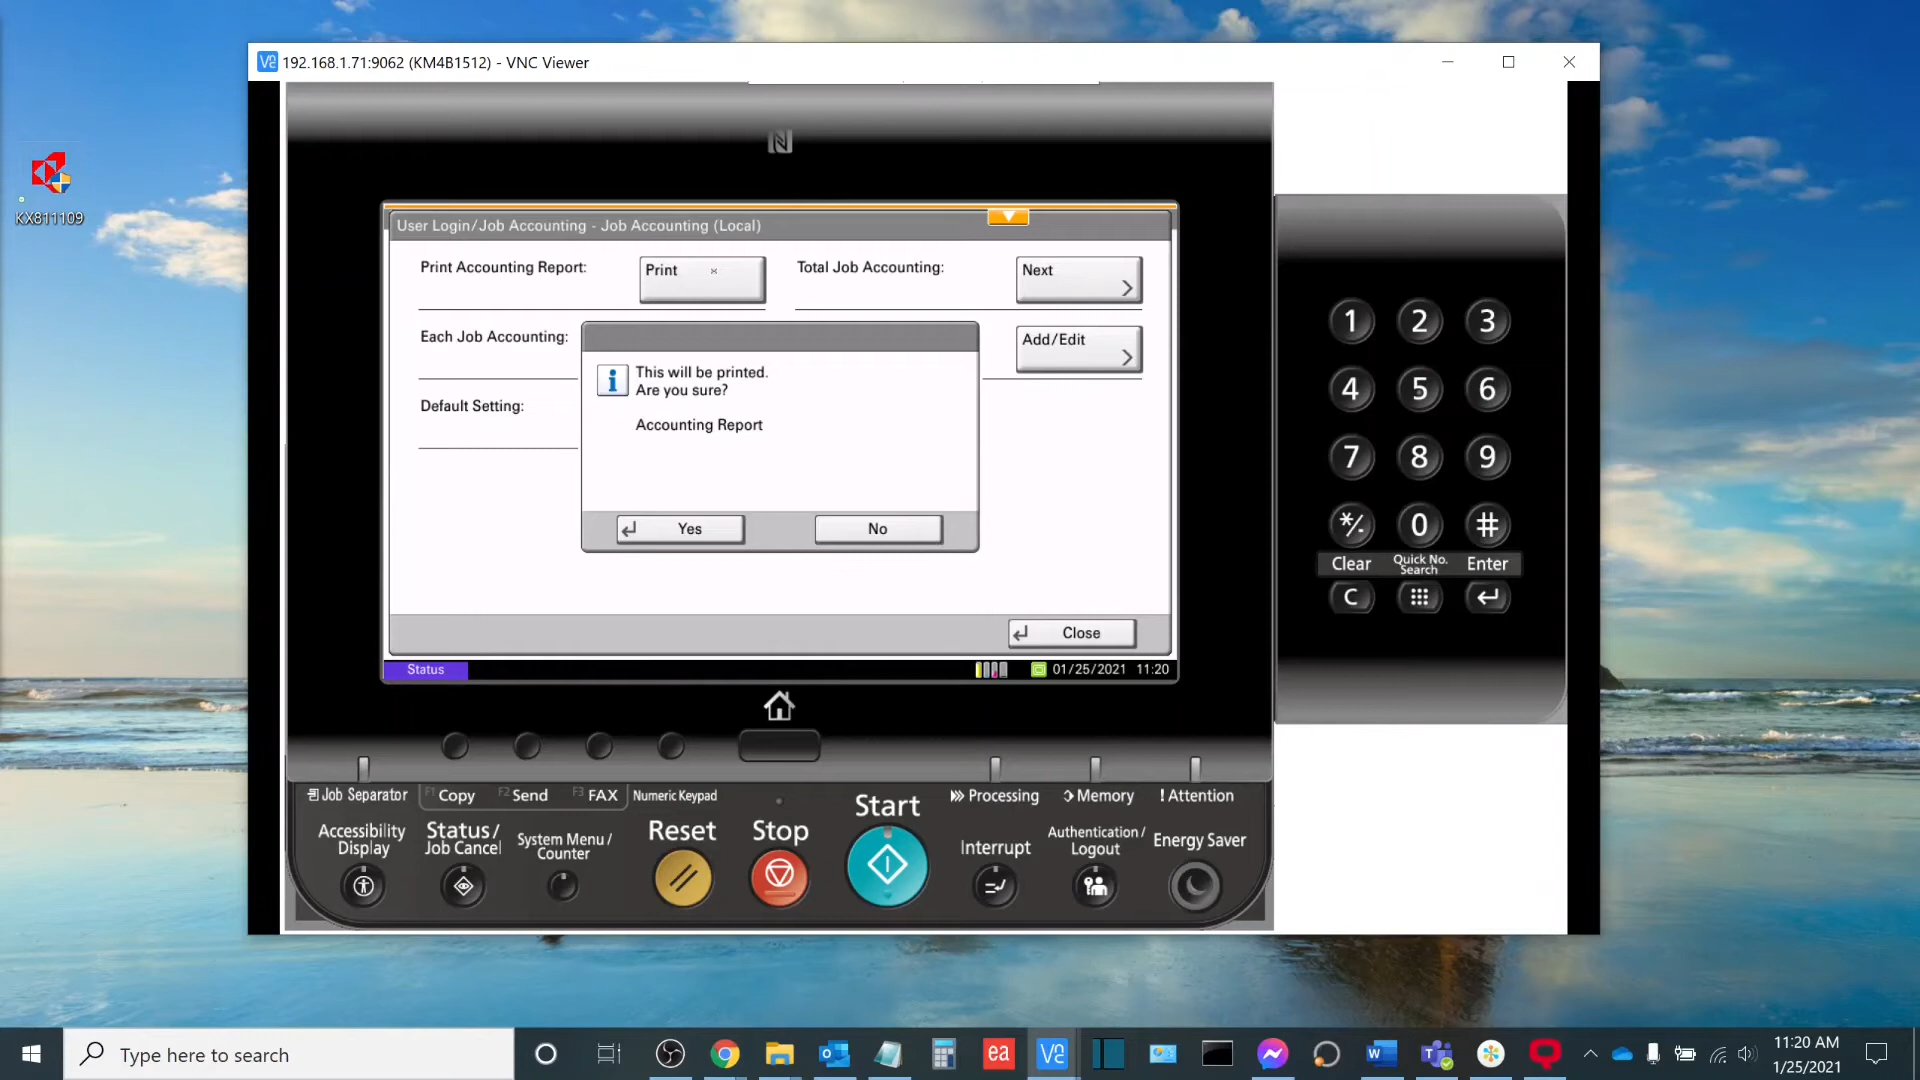 192.168.1.71:9062 (KM4B1512) - VNC Viewer
KX811109
User Login/Job Accounting - Job Accounting (Local)
Print Accounting Report:
Print
Total Job Accounting:
Next
Each Job Accounting:
Add/Edit
This will be printed.
Are you sure?
Accounting Report
Default Setting:
Yes
No
Close
Status
01/25/2021 11:20
1 2 3
4 5 6
7 8 9
*/. 0 #
Clear
Quick No.
Search
Enter
C
Job Separator
F1 Copy
F2 Send
F3 FAX
Numeric Keypad
Start
Processing
Memory
! Attention
Accessibility
Display
Status/
Job Cancel
System Menu /
Counter
Reset
Stop
Interrupt
Authentication /
Logout
Energy Saver
Type here to search
ea
11:20 AM
1/25/2021